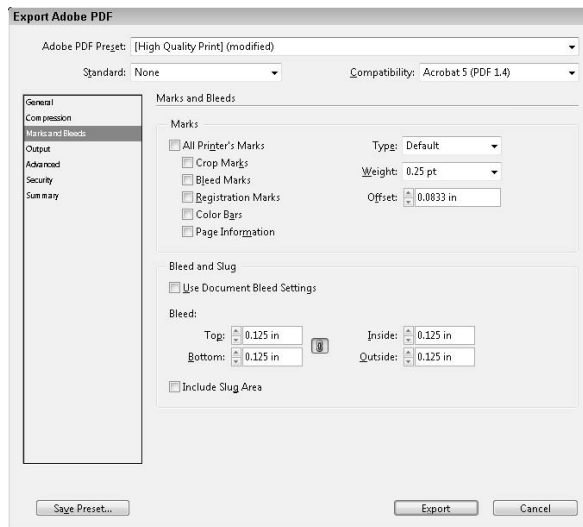 Export Adobe PDF
Adobe PDF Preset: [High Quality Print] (modified)
Standard: None Compatibility: Acrobat 5 (PDF 1.4)
General
Compression
Marks and Bleeds
Output
Advanced
Security
Summary
Marks and Bleeds
Marks
All Printer's Marks
Crop Marks
Bleed Marks
Registration Marks
Color Bars
Page Information
Type: Default
Weight: 0.25 pt
Offset: 0.0833 in
Bleed and Slug
Use Document Bleed Settings
Bleed:
Top: 0.125 in Inside: 0.125 in
Bottom: 0.125 in Outside: 0.125 in
Include Slug Area
Save Preset... Export Cancel